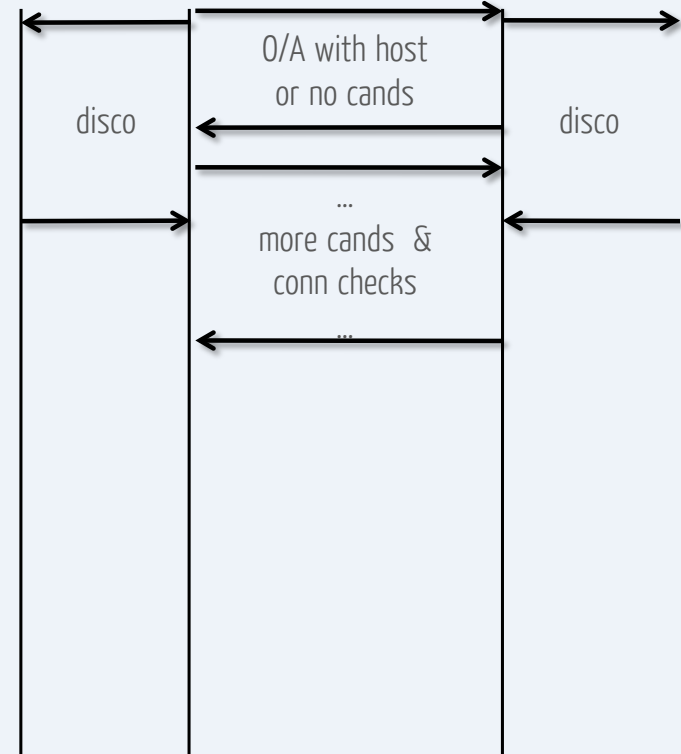 O/A with host
or no cands
disco
disco
...
more cands &
conn checks
...